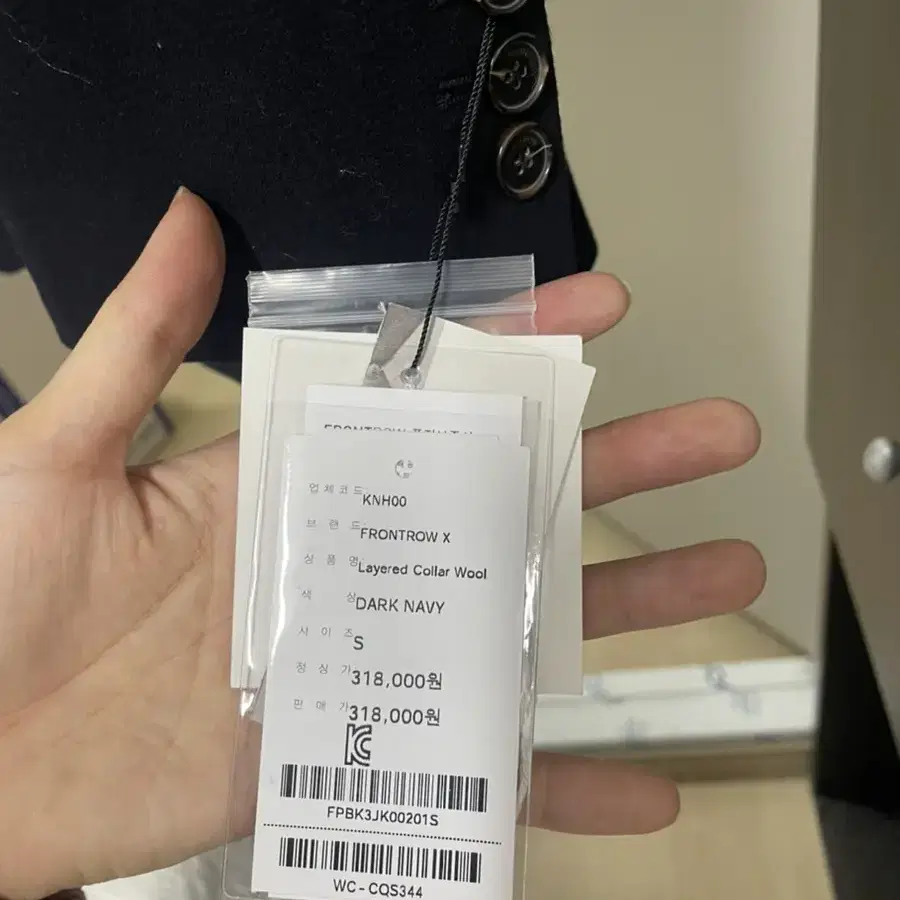 FRONTROW
업체코드 KNH00
브랜드 FRONTROW X
상품명 Layered Collar Wool
색상 DARK NAVY
사이즈 S
정상가 318,000원
판매가 318,000원
FPBK3JK00201S
WC-CQS344